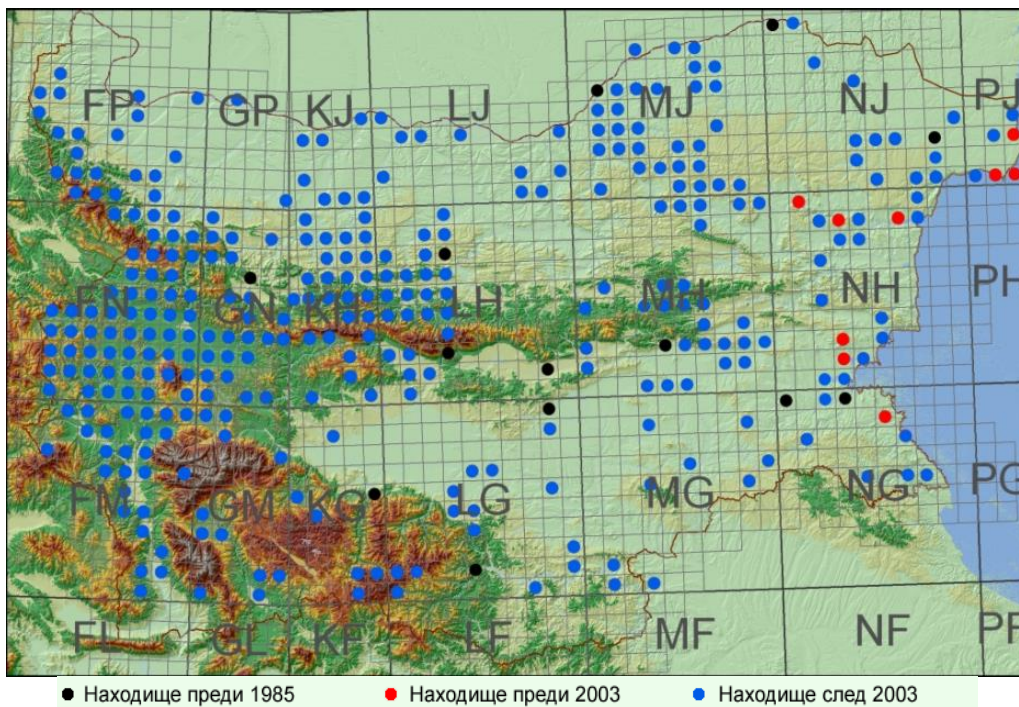 FP GP KJ LJ MJ NJ PJ
FN GN KH LH MH NH PH
FM GM KG LG MG NG PG
FL GL KF LF MF NF PF
Находище преди 1985 Находище преди 2003 Находище след 2003